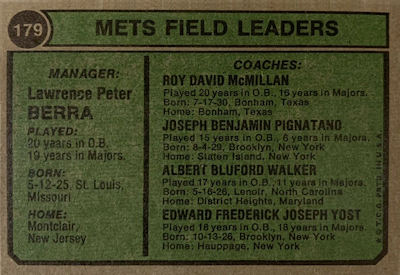 179
METS FIELD LEADERS
MANAGER:
Lawrence Peter
BERRA
PLAYED:
20 years in O.B.
19 years in Majors.
BORN:
5-12-25. St. Louis,
Missouri
HOME:
Montclair,
New Jersey
COACHES:
ROY DAVID McMILLAN
Played 20 years in O.B., 16 years in Majors.
Born: 7-17-30, Bonham, Texas
Home: Bonham, Texas
JOSEPH BENJAMIN PIGNATANO
Played 15 years in O.B., 6 years in Majors.
Born: 8-4-29, Brooklyn, New York
Home: Staten Island, New York
ALBERT BLUFORD WALKER
Played 17 years in O.B., 11 years in Majors.
Born: 5-16-26, Lenoir, North Carolina
Home: District Heights, Maryland
EDWARD FREDERICK JOSEPH YOST
Played 18 years in O.B., 18 years in Majors.
Born: 10-13-26, Brooklyn, New York
Home: Hauppage, New York